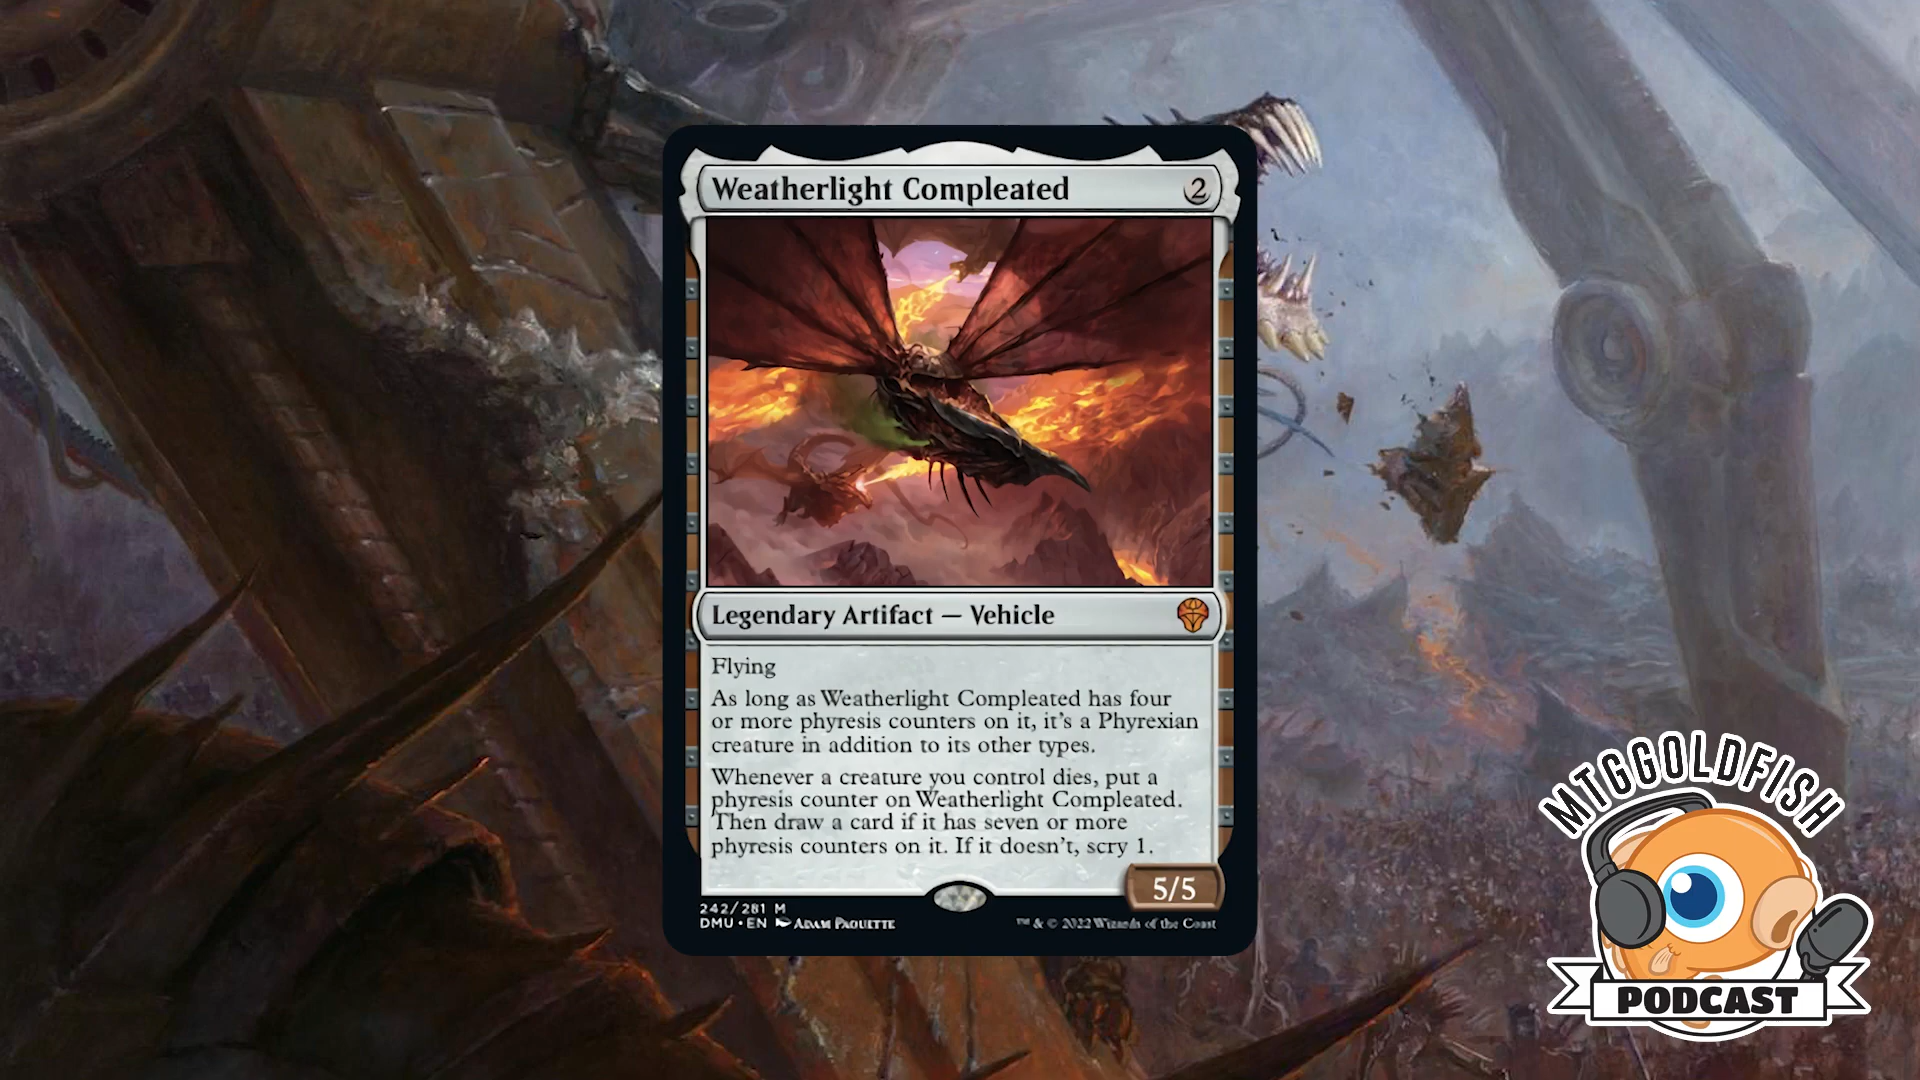 Weatherlight Compleated 2
Legendary Artifact — Vehicle
Flying
As long as Weatherlight Compleated has four
or more phyresis counters on it, it's a Phyrexian
creature in addition to its other types.
Whenever a creature you control dies, put a
phyresis counter on Weatherlight Compleated.
Then draw a card if it has seven or more
phyresis counters on it. If it doesn't, scry 1.
5/5
242/281 M
DMU • EN Adam Paquette
™ & © 2022 Wizards of the Coast
MTGGOLDFISH
PODCAST